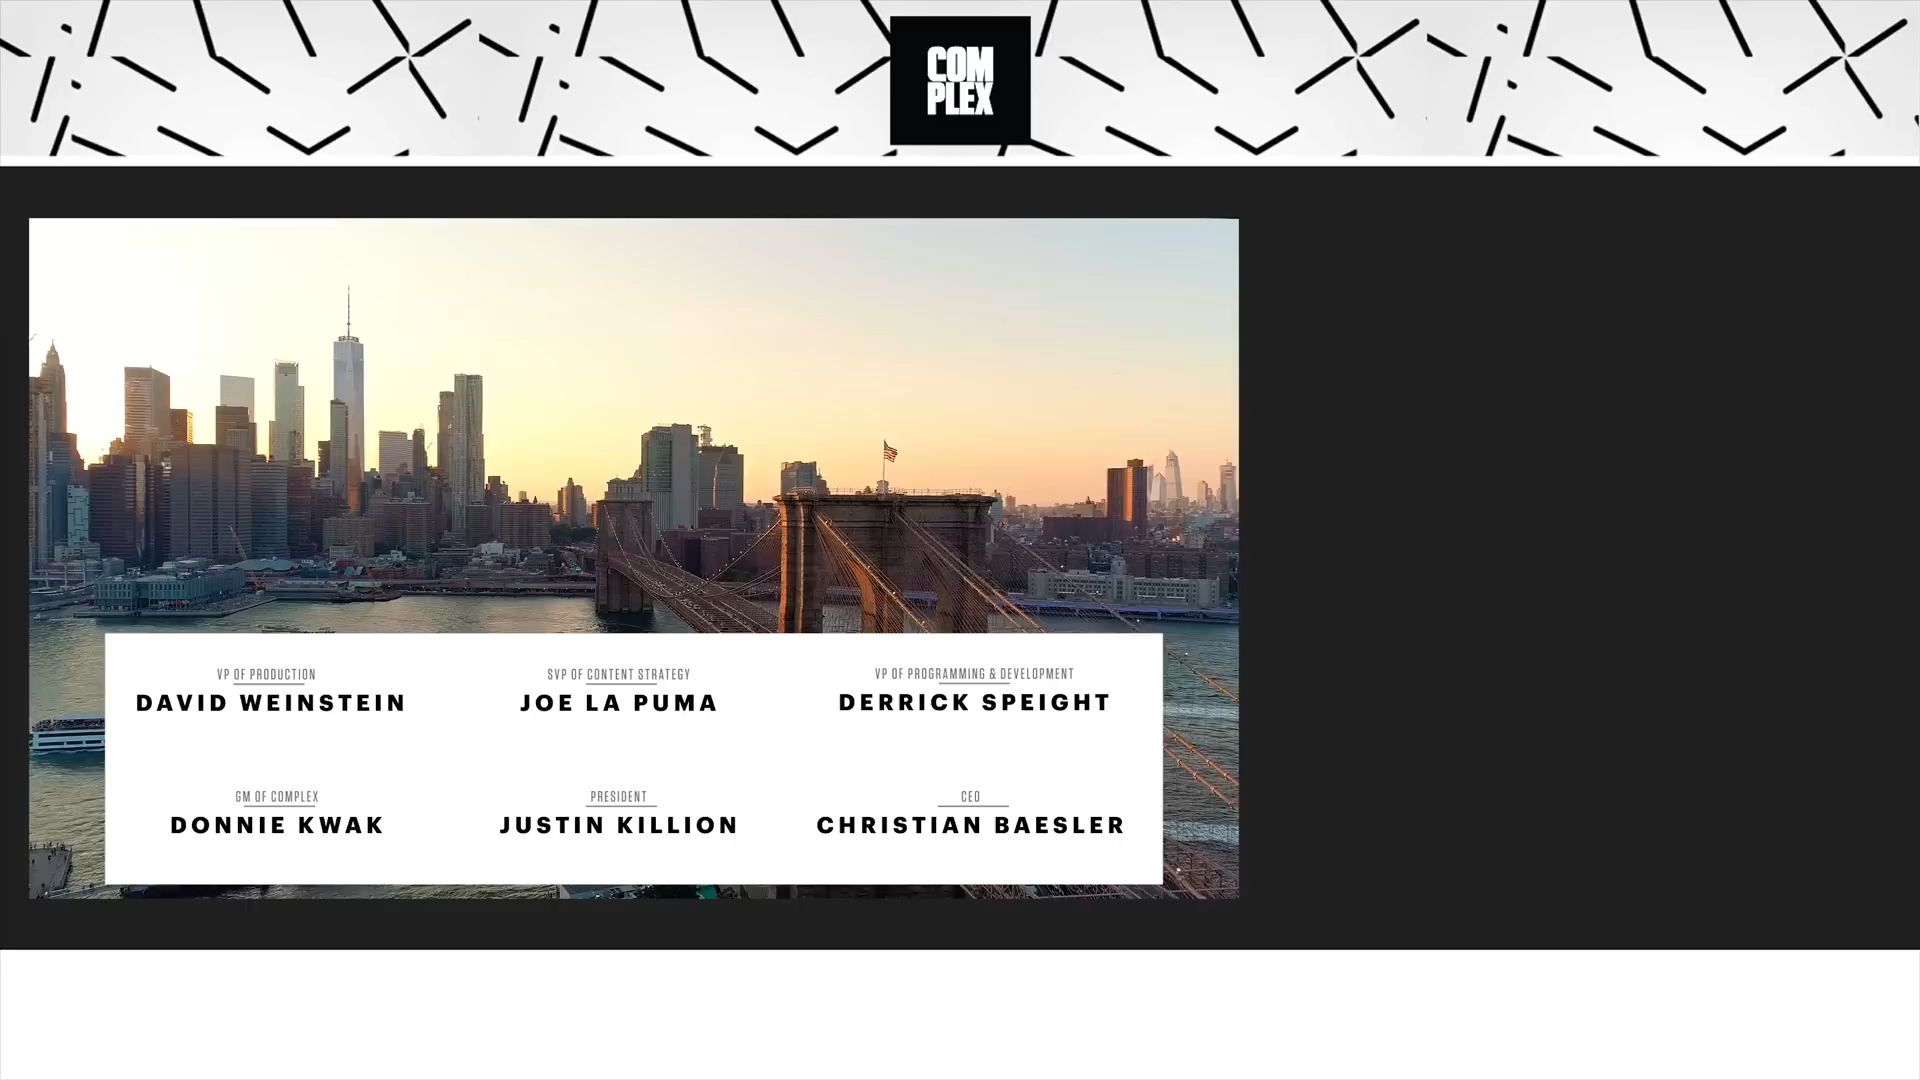 COM
PLEX
VP OF PRODUCTION
DAVID WEINSTEIN
SVP OF CONTENT STRATEGY
JOE LA PUMA
VP OF PROGRAMMING & DEVELOPMENT
DERRICK SPEIGHT
GM OF COMPLEX
DONNIE KWAK
PRESIDENT
JUSTIN KILLION
CEO
CHRISTIAN BAESLER